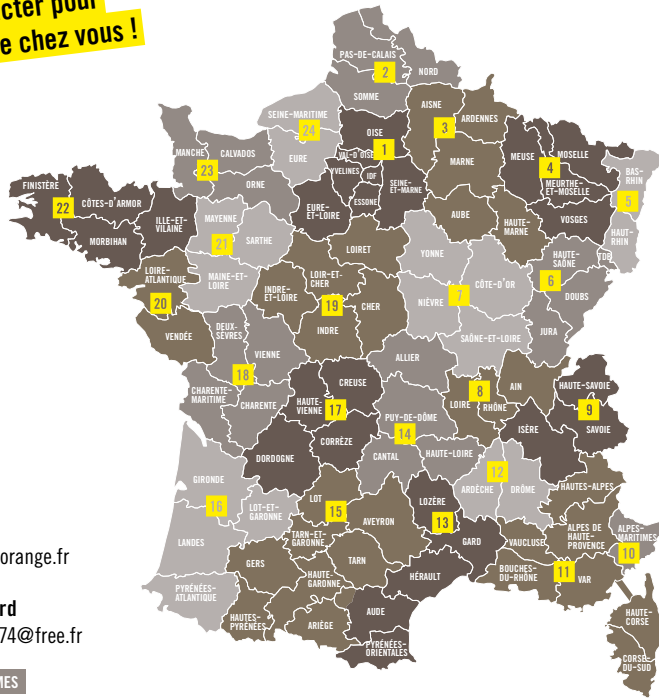 cter pour
e chez vous !
PAS-DE-CALAIS
2
NORD
SOMME
AISNE
SEINE-MARITIME
24
ARDENNES
3
OISE
1
EURE
VAL-D'OISE
MANCHE
CALVADOS
23
ORNE
YVELINES
IDF
ESSONE
SEINE-
ET-MARNE
MARNE
MEUSE
MOSELLE
4
MEURTHE-
ET-MOSELLE
BAS-
RHIN
5
HAUT-
RHIN
TDB
FINISTÈRE
22
CÔTES-D'ARMOR
ILLE-ET-
VILAINE
MORBIHAN
MAYENNE
21
SARTHE
EURE-
ET-LOIRE
AUBE
HAUTE-
MARNE
VOSGES
LOIRET
YONNE
HAUTE-
SAÔNE
6
DOUBS
LOIRE-
ATLANTIQUE
20
MAINE-ET-
LOIRE
INDRE-
ET-LOIRE
LOIR-ET-
CHER
19
CHER
INDRE
NIÈVRE
7
CÔTE-D'OR
SAÔNE-ET-LOIRE
JURA
VENDÉE
DEUX-
SÈVRES
VIENNE
18
CHARENTE-
MARITIME
CHARENTE
ALLIER
CREUSE
HAUTE-
VIENNE
17
CORRÈZE
DORDOGNE
PUY-DE-DÔME
14
CANTAL
HAUTE-LOIRE
LOIRE
8
RHÔNE
AIN
HAUTE-SAVOIE
9
SAVOIE
ISÈRE
12
ARDÈCHE
DRÔME
HAUTES-ALPES
GIRONDE
16
LOT-ET-
GARONNE
LANDES
PYRÉNÉES-
ATLANTIQUE
LOT
15
AVEYRON
TARN-ET-
GARONNE
TARN
GERS
HAUTE-
GARONNE
HAUTES-
PYRÉNÉES
ARIÈGE
LOZÈRE
13
GARD
HÉRAULT
AUDE
PYRÉNÉES-
ORIENTALES
VAUCLUSE
ALPES DE
HAUTE-
PROVENCE
ALPES-
MARITIMES
10
BOUCHES-
DU-RHÔNE
11
VAR
HAUTE-
CORSE
CORSE-
DU-SUD
orange.fr
rd
74@free.fr
MES